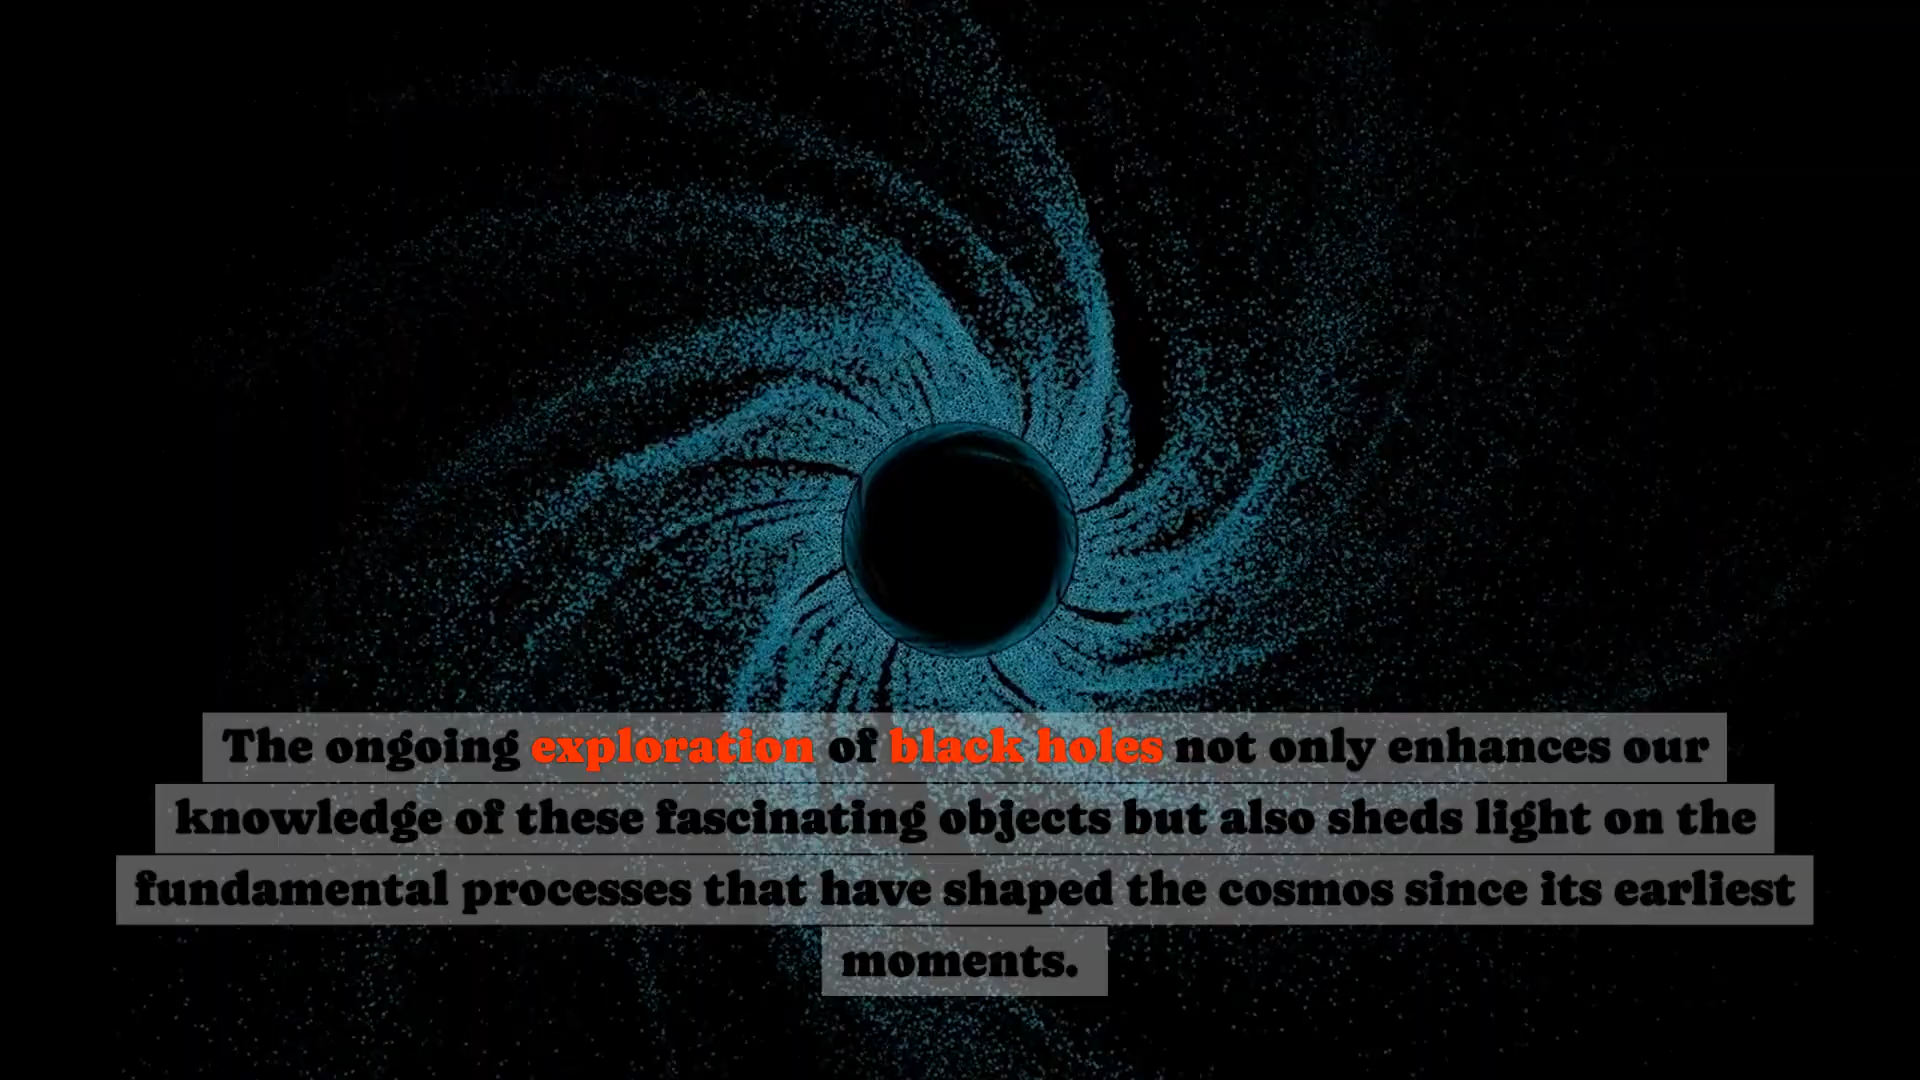 The ongoing exploration of black holes not only enhances our
knowledge of these fascinating objects but also sheds light on the
fundamental processes that have shaped the cosmos since its earliest
moments.